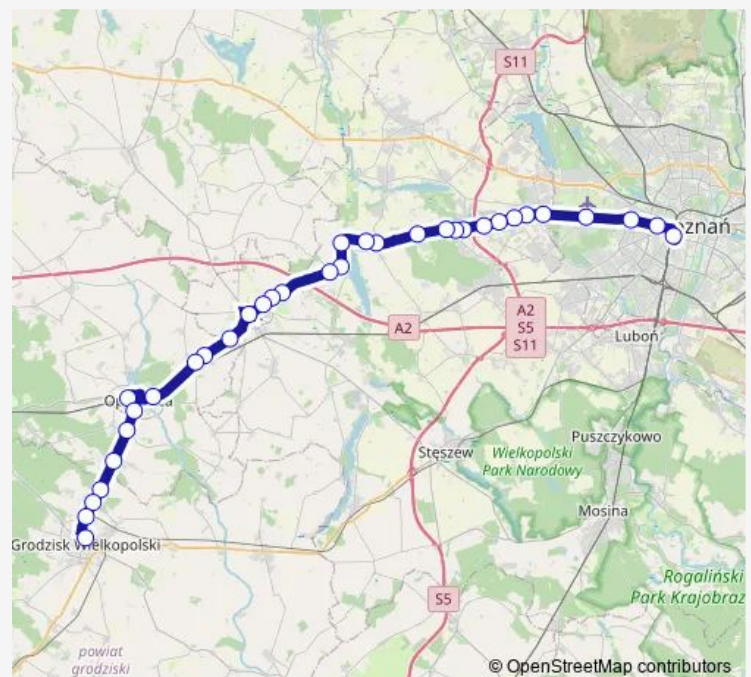 S11
znań
A2
A2
S5
S11
Luboń
Op
Puszczykowo
Stęszew
Wielkopolski
Park Narodowy
Mosina
Grodzisk Wielkopolski
Rogaliński
Park Krajobraz
S5
powiat
grodziski
© OpenStreetMap contributors